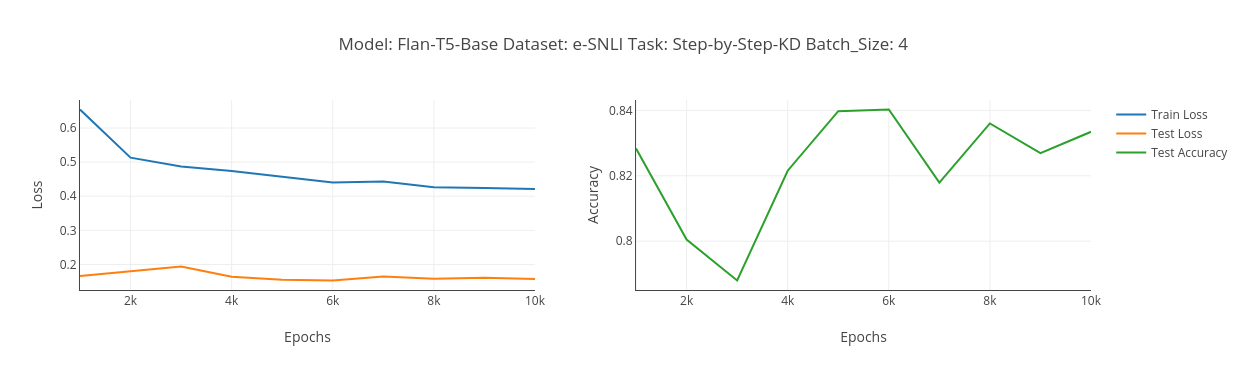 Model: Flan-T5-Base Dataset: e-SNLI Task: Step-by-Step-KD Batch_Size: 4
0.6
0.5
0.4
0.3
0.2
Loss
2k 4k 6k 8k 10k
Epochs
0.84
0.82
0.8
Accuracy
2k 4k 6k 8k 10k
Epochs
Train Loss
Test Loss
Test Accuracy